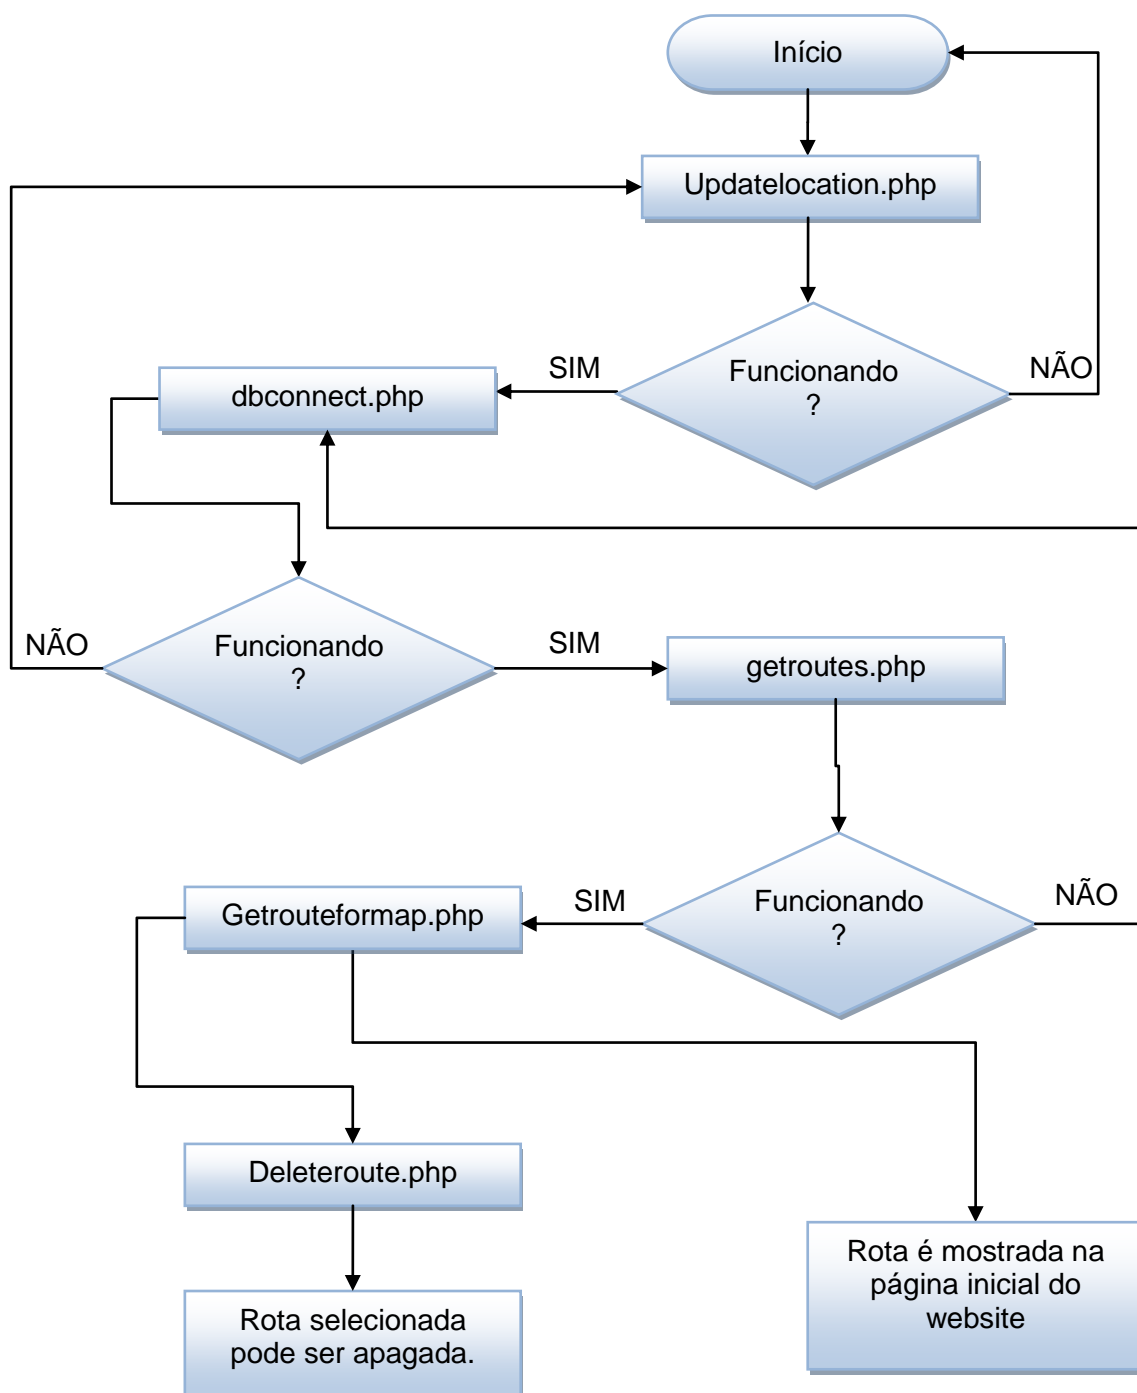 Início
Updatelocation.php
Funcionando
?
SIM
NÃO
dbconnect.php
Funcionando
?
NÃO
SIM
getroutes.php
Funcionando
?
SIM
NÃO
Getrouteformap.php
Deleteroute.php
Rota é mostrada na
página inicial do
website
Rota selecionada
pode ser apagada.